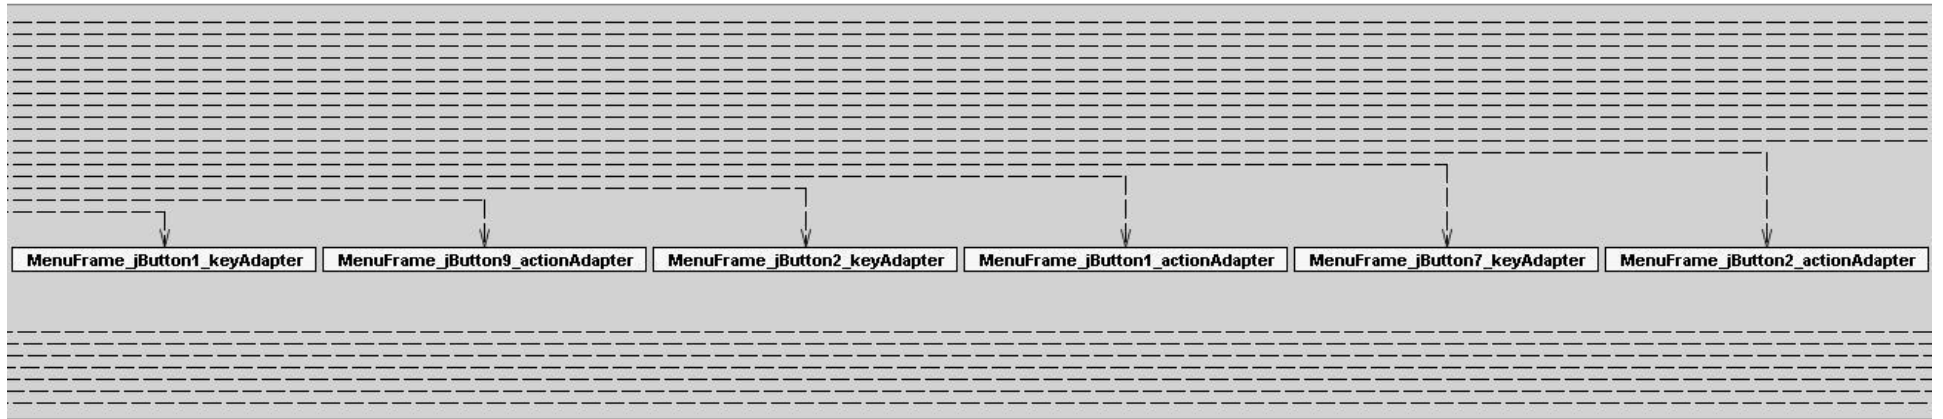 MenuFrame_jButton1_keyAdapter
MenuFrame_jButton9_actionAdapter
MenuFrame_jButton2_keyAdapter
MenuFrame_jButton1_actionAdapter
MenuFrame_jButton7_keyAdapter
MenuFrame_jButton2_actionAdapter